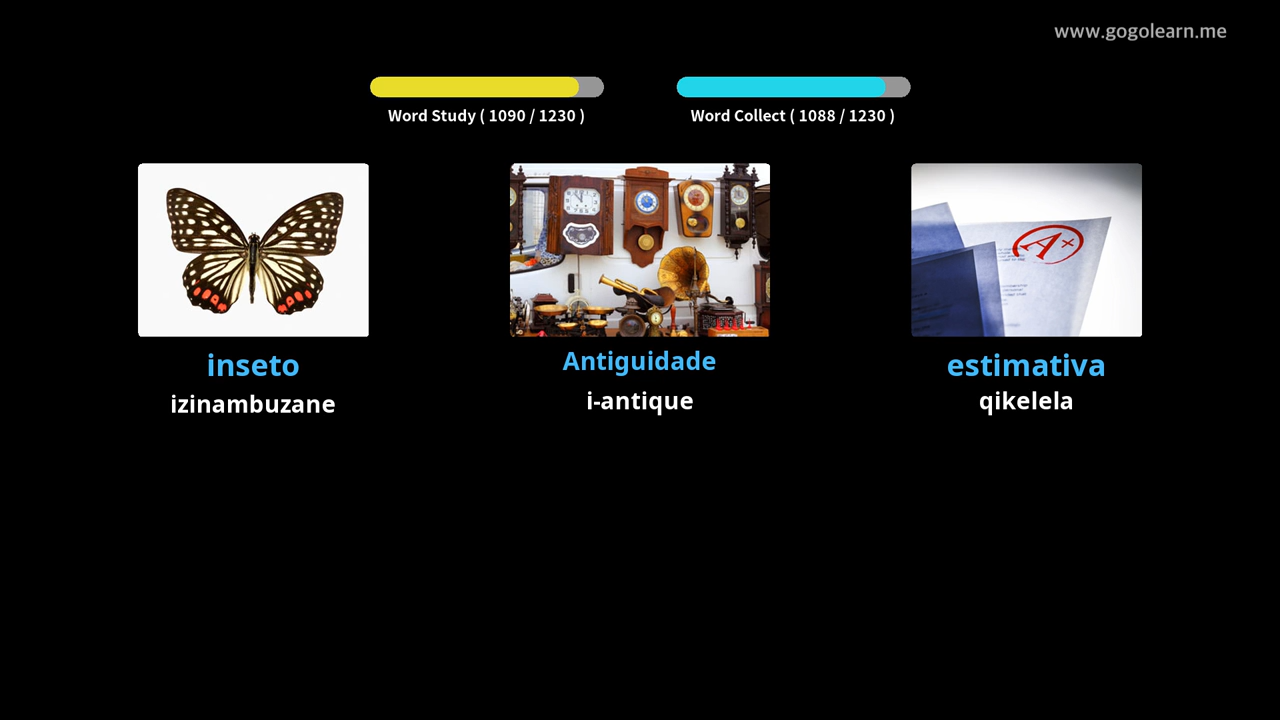 www.gogolearn.me
Word Study ( 1090 / 1230 )
Word Collect ( 1088 / 1230 )
A+
inseto
Antiguidade
estimativa
izinambuzane
i-antique
qikelela